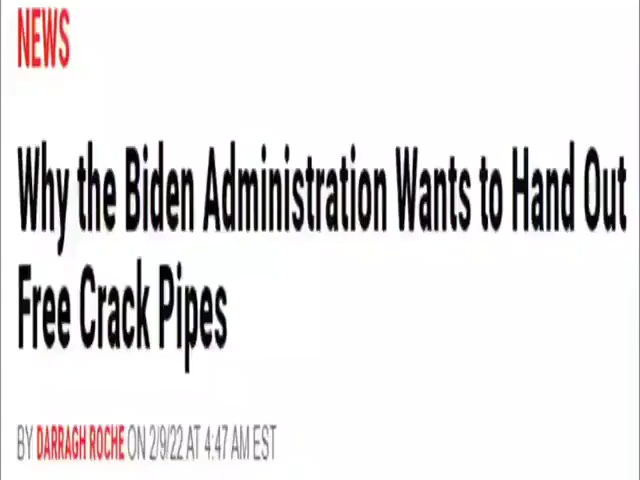 NEWS
Why the Biden Administration Wants to Hand Out
Free Crack Pipes
BY DARRAGH ROCHE ON 2/9/22 AT 4:47 AM EST